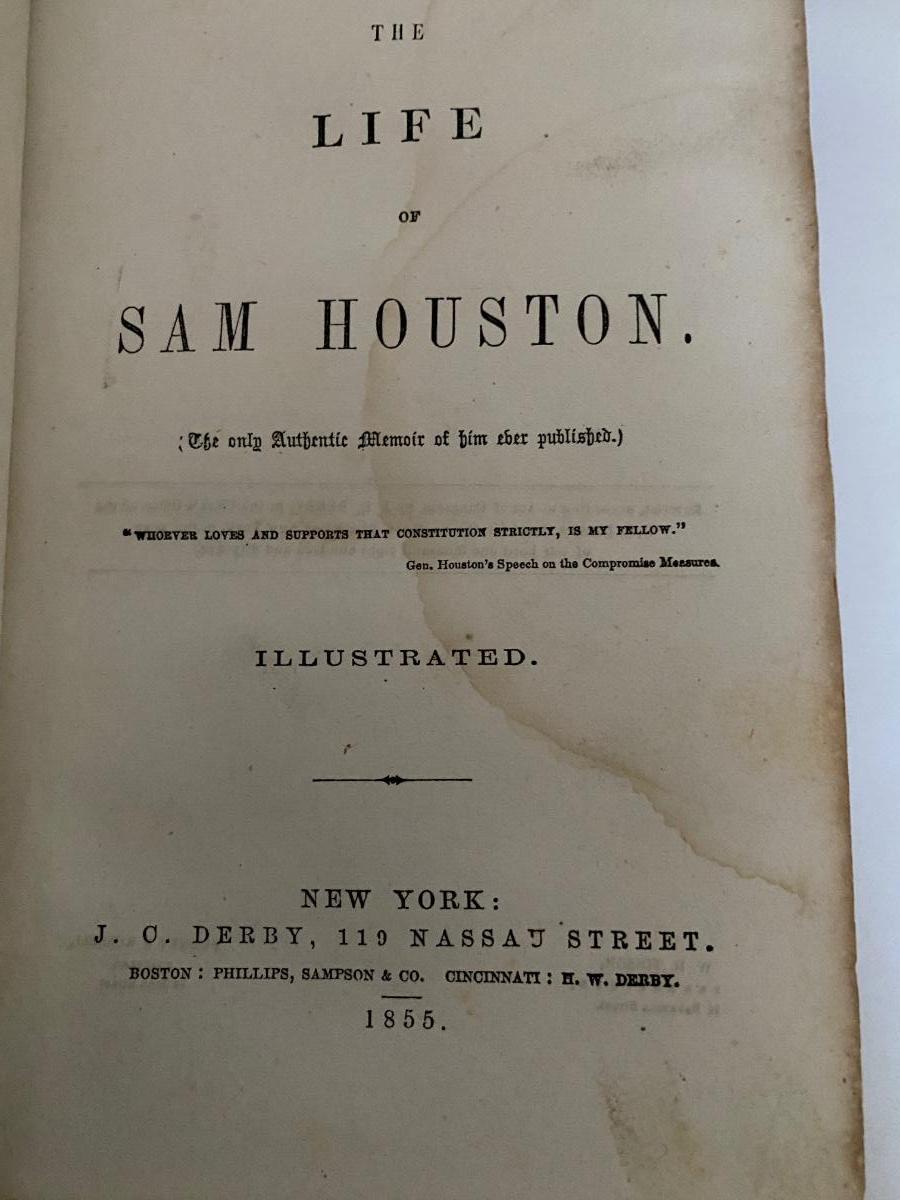 THE
LIFE
OF
SAM HOUSTON.
(The only Authentic Memoir of him ever published.)
"WHOEVER LOVES AND SUPPORTS THAT CONSTITUTION STRICTLY, IS MY FELLOW."
Gen. Houston's Speech on the Compromise Measures.
ILLUSTRATED.
NEW YORK:
J. C. DERBY, 119 NASSAU STREET.
BOSTON: PHILLIPS, SAMPSON & CO. CINCINNATI: H. W. DERBY.
1855.